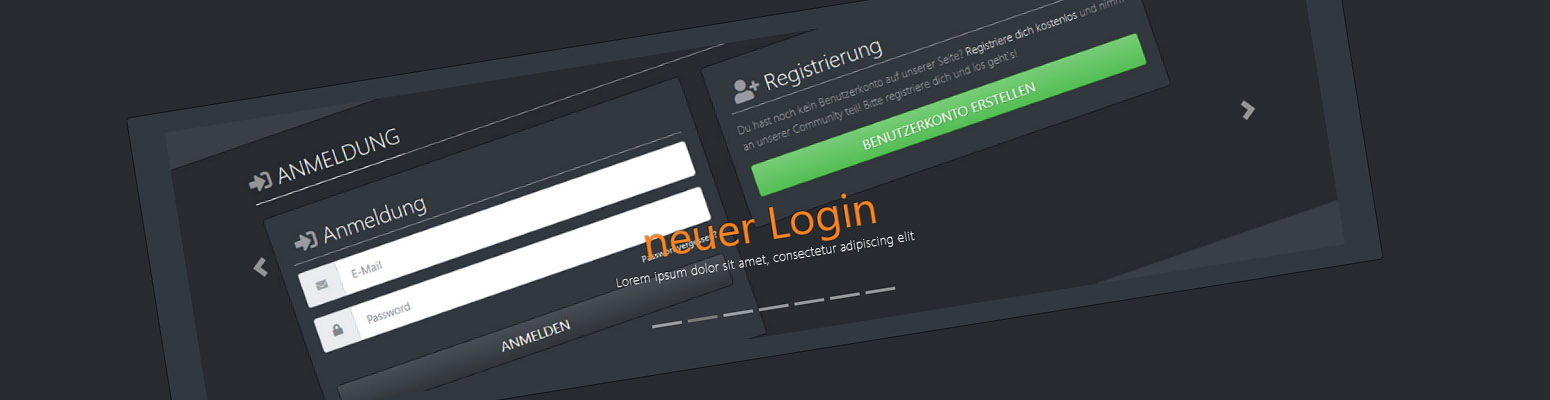 ANMELDUNG
Anmeldung
E-Mail
Password
Passwort vergessen?
ANMELDEN
Registrierung
Du hast noch kein Benutzerkonto auf unserer Seite? Registriere dich kostenlos und nimm
an unserer Community teil! Bitte registriere dich und los geht's!
BENUTZERKONTO ERSTELLEN
neuer Login
Lorem ipsum dolor sit amet, consectetur adipiscing elit